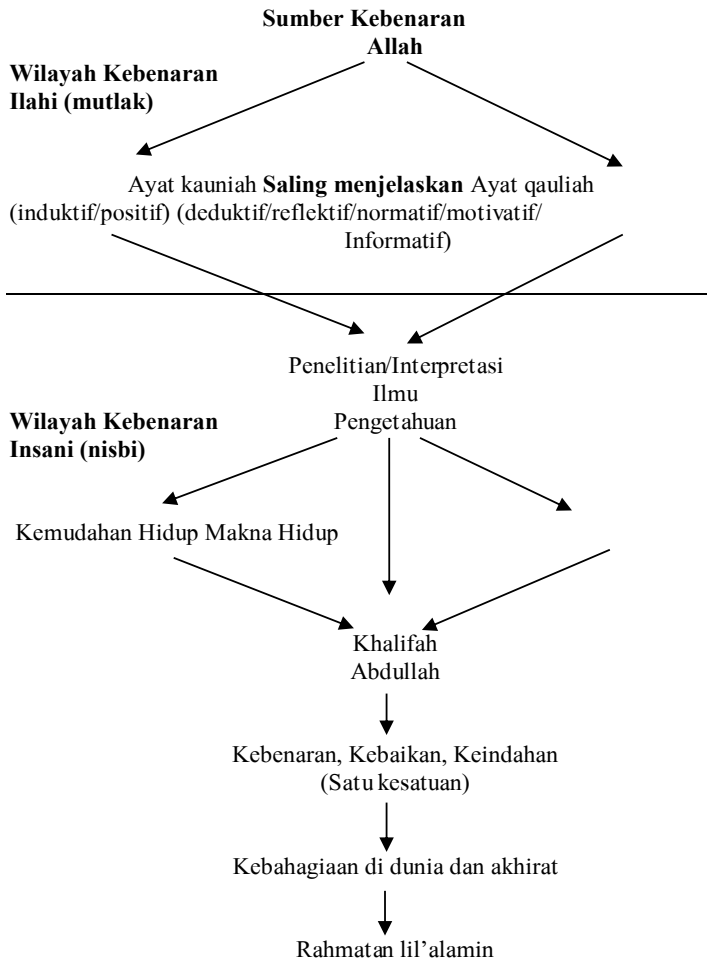 Sumber Kebenaran
Allah
Wilayah Kebenaran
Ilahi (mutlak)
Ayat kauniah Saling menjelaskan Ayat qauliah
(induktif/positif) (deduktif/reflektif/normatif/motivatif/
Informatif)
Penelitian/Interpretasi
Ilmu
Pengetahuan
Wilayah Kebenaran
Insani (nisbi)
Kemudahan Hidup Makna Hidup
Khalifah
Abdullah
Kebenaran, Kebaikan, Keindahan
(Satu kesatuan)
Kebahagiaan di dunia dan akhirat
Rahmatan lil’alamin